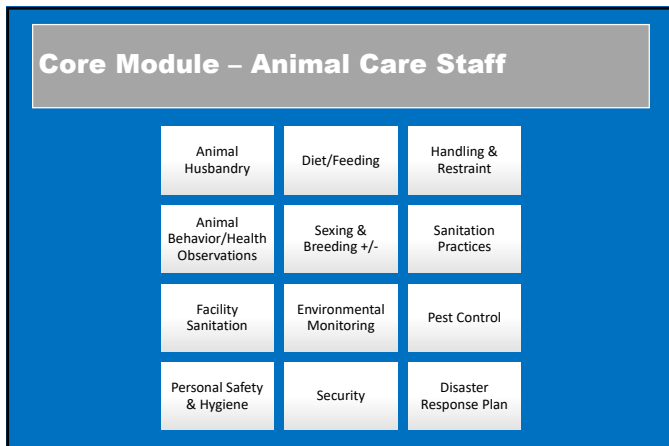 Core Module – Animal Care Staff
Animal
Husbandry
Diet/Feeding
Handling &
Restraint
Animal
Behavior/Health
Observations
Sexing &
Breeding +/-
Sanitation
Practices
Facility
Sanitation
Environmental
Monitoring
Pest Control
Personal Safety
& Hygiene
Security
Disaster
Response Plan